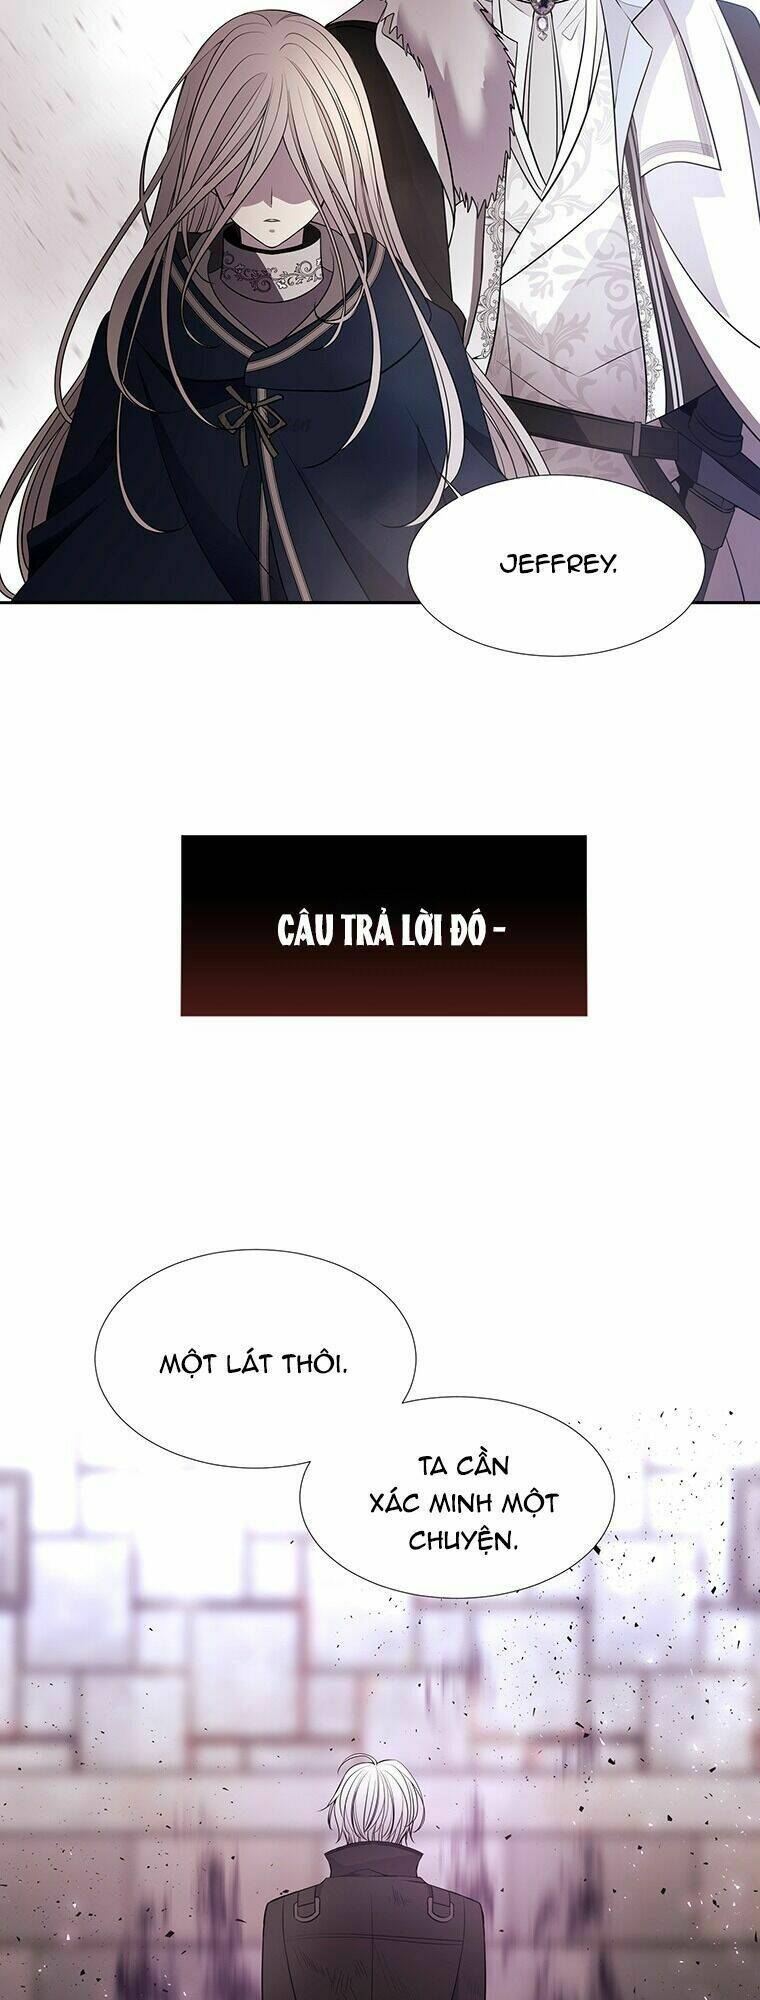 JEFFREY.
CÂU TRẢ LỜI ĐÓ -
MỘT LÁT THÔI.
TA CẦN
XÁC MINH MỘT
CHUYỆN.